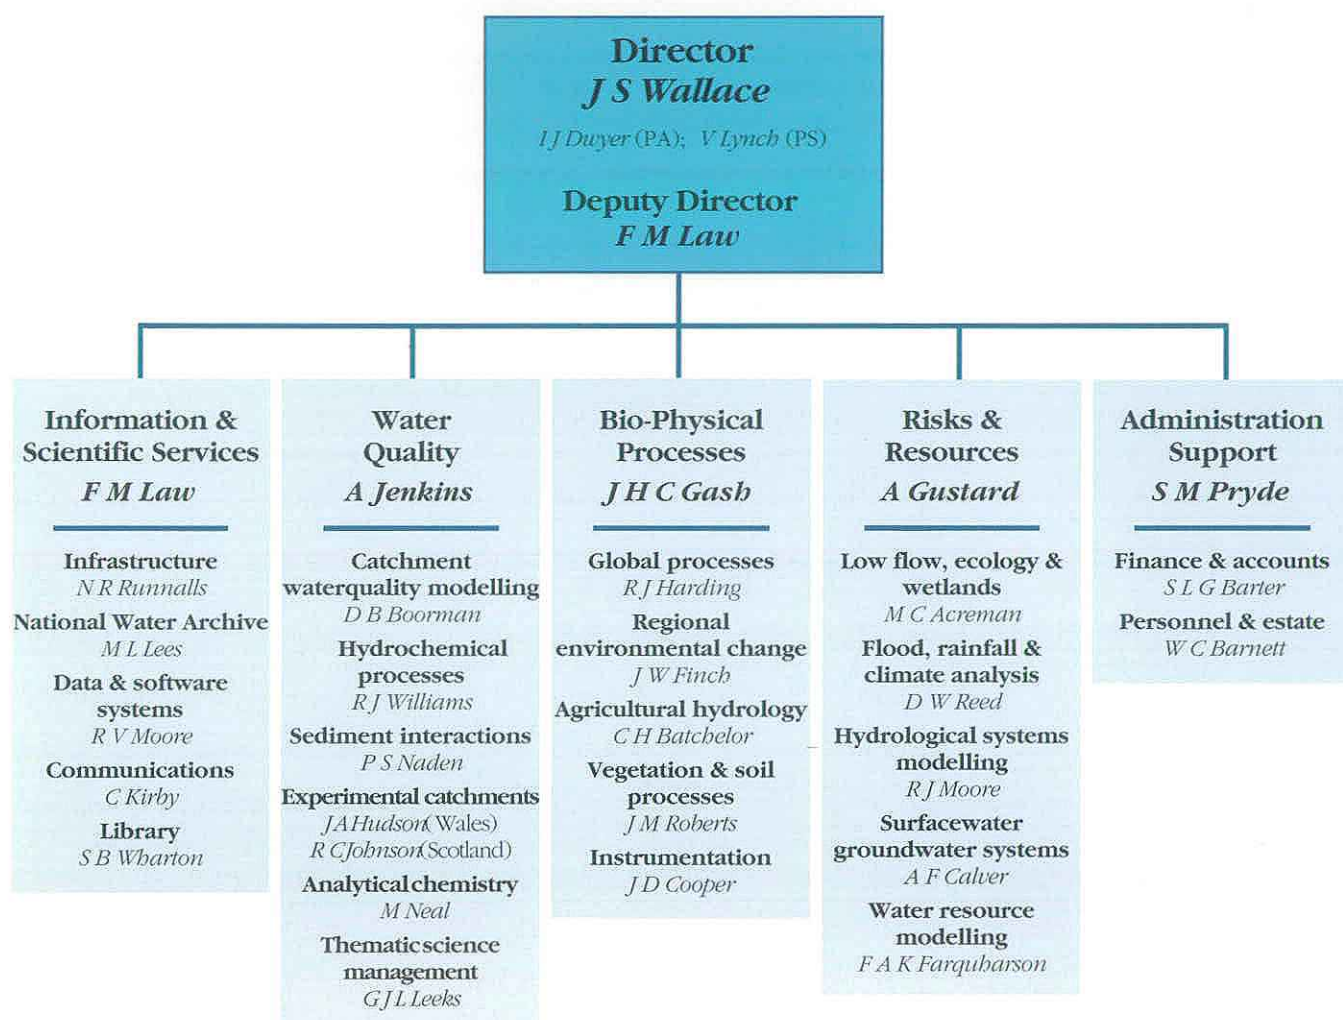 Director
J S Wallace
I J Dwyer (PA); V Lynch (PS)
Deputy Director
F M Law
Information &
Scientific Services
F M Law
Infrastructure
N R Runnalls
National Water Archive
M L Lees
Data & software
systems
R V Moore
Communications
C Kirby
Library
S B Wharton
Water
Quality
A Jenkins
Catchment
waterquality modelling
D B Boorman
Hydrochemical
processes
R J Williams
Sediment interactions
P S Naden
Experimental catchments
J A Hudson (Wales)
R C Johnson (Scotland)
Analytical chemistry
M Neal
Thematic science
management
G J L Leeks
Bio-Physical
Processes
J H C Gash
Global processes
R J Harding
Regional
environmental change
J W Finch
Agricultural hydrology
C H Batchelor
Vegetation & soil
processes
J M Roberts
Instrumentation
J D Cooper
Risks &
Resources
A Gustard
Low flow, ecology &
wetlands
M C Acreman
Flood, rainfall &
climate analysis
D W Reed
Hydrological systems
modelling
R J Moore
Surfacewater
groundwater systems
A F Calver
Water resource
modelling
F A K Farquharson
Administration
Support
S M Pryde
Finance & accounts
S L G Barter
Personnel & estate
W C Barnett